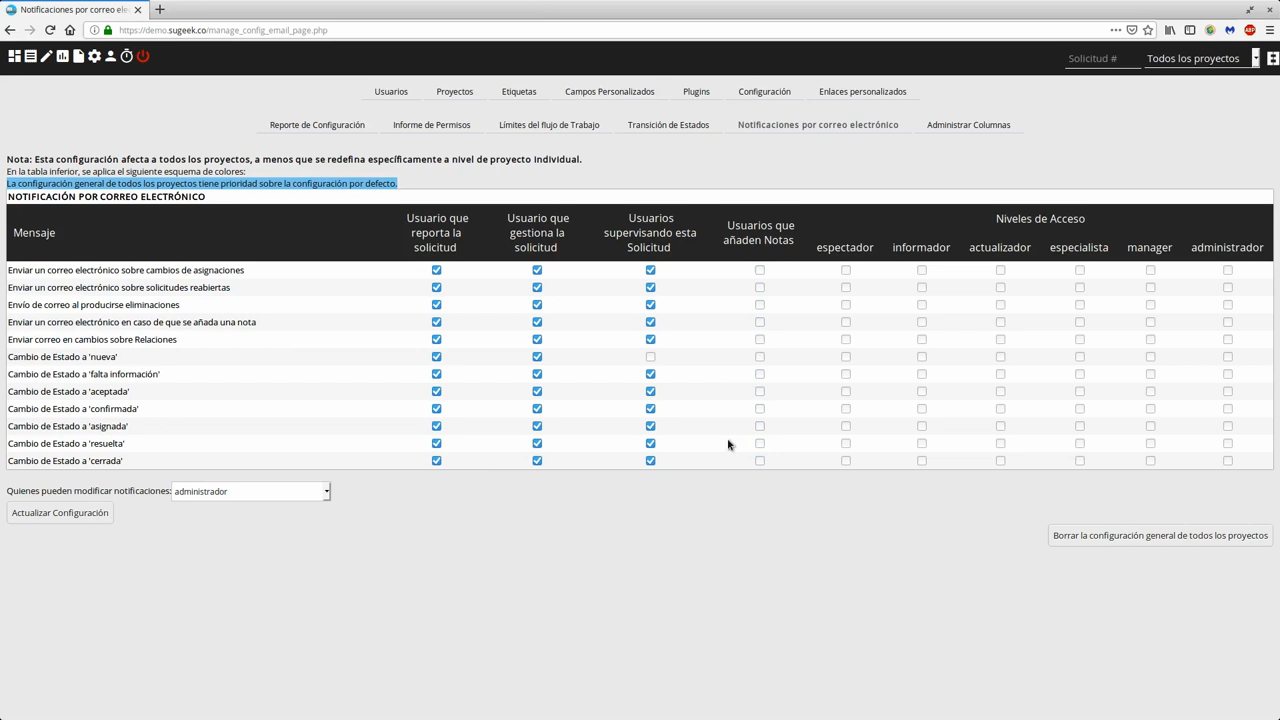 Notificaciones por correo ele
https://demo.sugeek.co/manage_config_email_page.php
Solicitud #
Todos los proyectos
Usuarios
Proyectos
Etiquetas
Campos Personalizados
Plugins
Configuración
Enlaces personalizados
Reporte de Configuración
Informe de Permisos
Límites del flujo de Trabajo
Transición de Estados
Notificaciones por correo electrónico
Administrar Columnas
Nota: Esta configuración afecta a todos los proyectos, a menos que se redefina específicamente a nivel de proyecto individual.
En la tabla inferior, se aplica el siguiente esquema de colores:
La configuración general de todos los proyectos tiene prioridad sobre la configuración por defecto.
NOTIFICACIÓN POR CORREO ELECTRÓNICO
Mensaje
Usuario que
reporta la
solicitud
Usuario que
gestiona la
solicitud
Usuarios
supervisando esta
Solicitud
Usuarios que
añaden Notas
Niveles de Acceso
espectador
informador
actualizador
especialista
manager
administrador
Enviar un correo electrónico sobre cambios de asignaciones
Enviar un correo electrónico sobre solicitudes reabiertas
Envío de correo al producirse eliminaciones
Enviar un correo electrónico en caso de que se añada una nota
Enviar correo en cambios sobre Relaciones
Cambio de Estado a 'nueva'
Cambio de Estado a 'falta información'
Cambio de Estado a 'aceptada'
Cambio de Estado a 'confirmada'
Cambio de Estado a 'asignada'
Cambio de Estado a 'resuelta'
Cambio de Estado a 'cerrada'
Quienes pueden modificar notificaciones: administrador
Actualizar Configuración
Borrar la configuración general de todos los proyectos